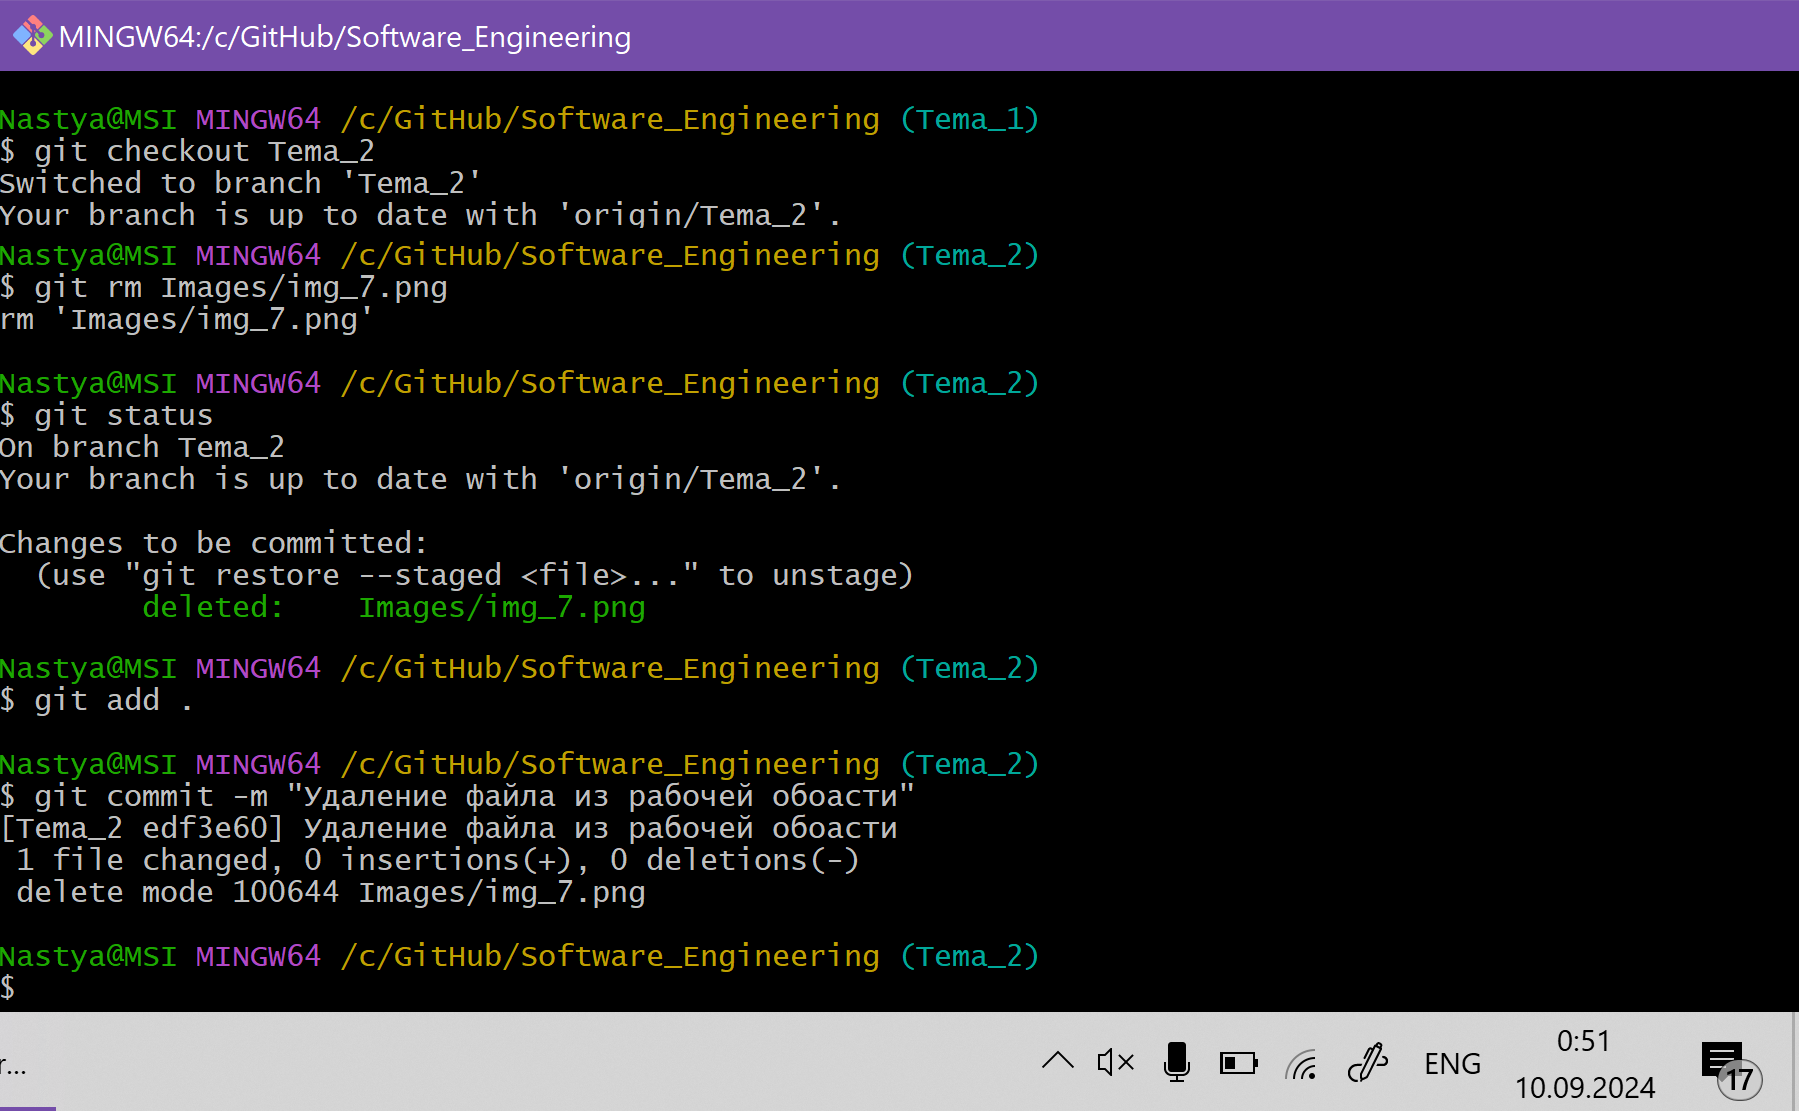 MINGW64:/c/GitHub/Software_Engineering
Nastya@MSI MINGW64 /c/GitHub/Software_Engineering (Tema_1)
$ git checkout Tema_2
Switched to branch 'Tema_2'
Your branch is up to date with 'origin/Tema_2'.
Nastya@MSI MINGW64 /c/GitHub/Software_Engineering (Tema_2)
$ git rm Images/img_7.png
rm 'Images/img_7.png'
Nastya@MSI MINGW64 /c/GitHub/Software_Engineering (Tema_2)
$ git status
On branch Tema_2
Your branch is up to date with 'origin/Tema_2'.
Changes to be committed:
  (use "git restore --staged <file>..." to unstage)
        deleted:    Images/img_7.png
Nastya@MSI MINGW64 /c/GitHub/Software_Engineering (Tema_2)
$ git add .
Nastya@MSI MINGW64 /c/GitHub/Software_Engineering (Tema_2)
$ git commit -m "Удаление файла из рабочей обоасти"
[Tema_2 edf3e60] Удаление файла из рабочей обоасти
 1 file changed, 0 insertions(+), 0 deletions(-)
 delete mode 100644 Images/img_7.png
Nastya@MSI MINGW64 /c/GitHub/Software_Engineering (Tema_2)
$
r...
ENG
0:51
10.09.2024
17